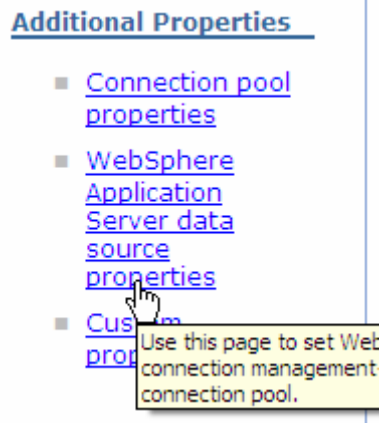 Additional Properties
Connection pool
properties
WebSphere
Application
Server data
source
properties
Use this page to set Web
connection management-
connection pool.